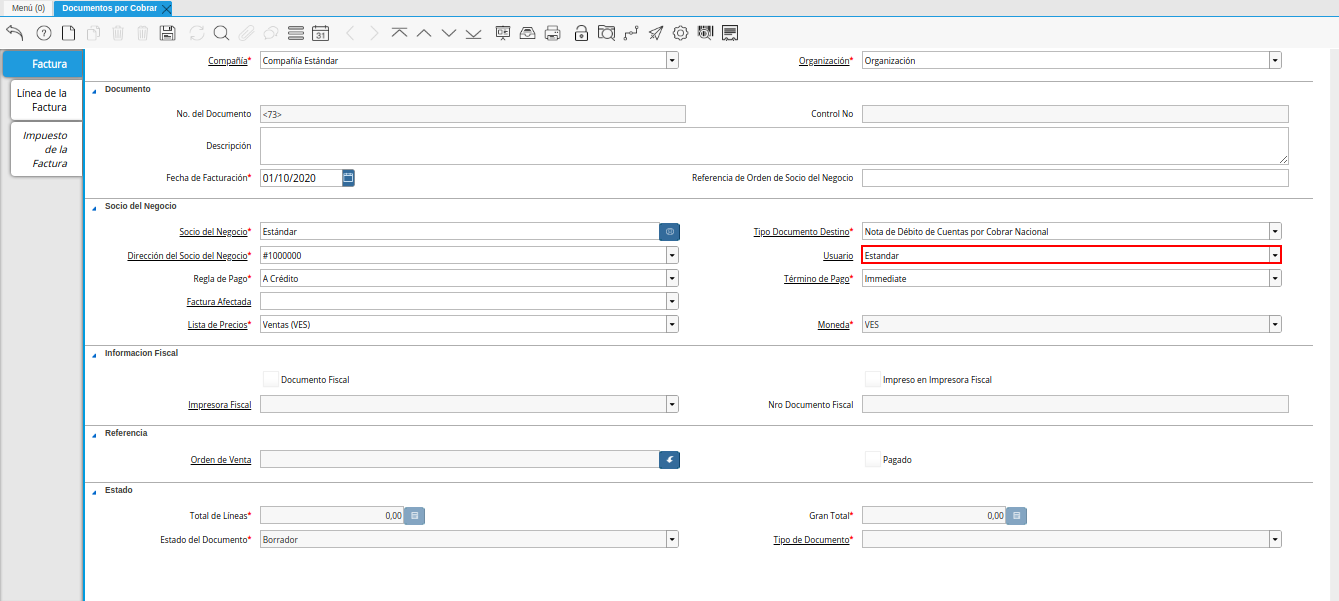 Menú (0) Documentos por Cobrar
31
Factura
Línea de la
Factura
Impuesto
de la
Factura
Compañía* Compañía Estándar Organización* Organización
Documento
No. del Documento <73> Control No
Descripción
Fecha de Facturación* 01/10/2020 Referencia de Orden de Socio del Negocio
Socio del Negocio
Socio del Negocio* Estándar Tipo Documento Destino* Nota de Débito de Cuentas por Cobrar Nacional
Dirección del Socio del Negocio* #1000000 Usuario Estandar
Regla de Pago* A Crédito Término de Pago* Immediate
Factura Afectada
Lista de Precios* Ventas (VES) Moneda* VES
Informacion Fiscal
Documento Fiscal Impreso en Impresora Fiscal
Impresora Fiscal Nro Documento Fiscal
Referencia
Orden de Venta Pagado
Estado
Total de Líneas* 0,00 Gran Total* 0,00
Estado del Documento* Borrador Tipo de Documento*